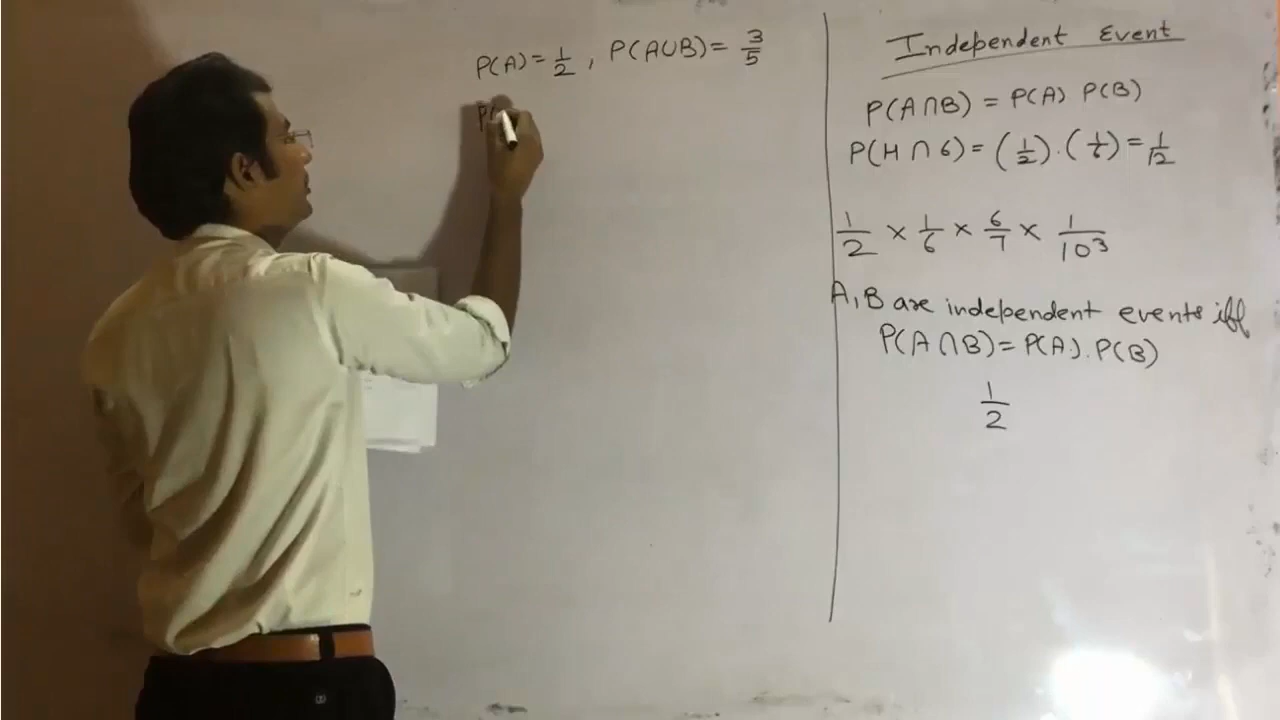 P(A) = 1/2 , P(A∪B) = 3/5
P(
Independent Event
P(A∩B) = P(A) P(B)
P(H∩6) = (1/2).(1/6) = 1/12
1/2 × 1/6 × 6/7 × 1/10³
A,B are independent events iff
P(A∩B) = P(A).P(B)
1/2